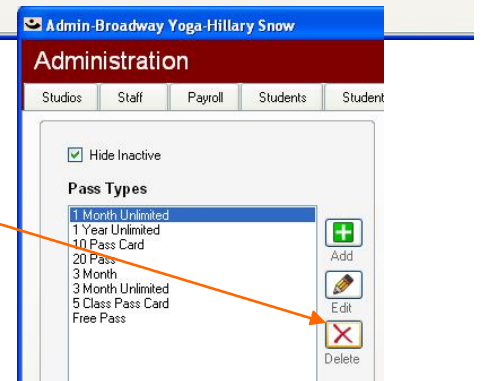 Admin-Broadway Yoga-Hillary Snow
Administration
Studios Staff Payroll Students Student
Hide Inactive
Pass Types
1 Month Unlimited
1 Year Unlimited
10 Pass Card
20 Pass
3 Month
3 Month Unlimited
5 Class Pass Card
Free Pass
Add
Edit
Delete